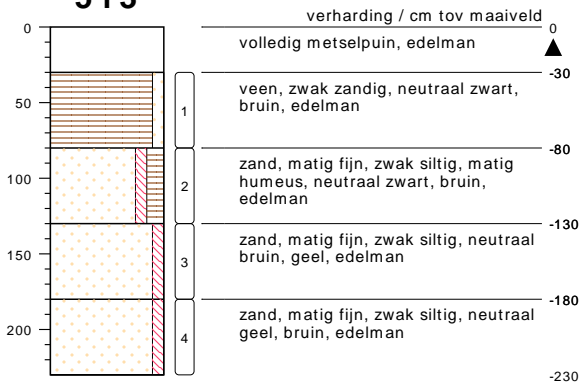 verharding / cm tov maaiveld
0
0
volledig metselpuin, edelman
-30
50
1
veen, zwak zandig, neutraal zwart,
bruin, edelman
-80
100
2
zand, matig fijn, zwak siltig, matig
humeus, neutraal zwart, bruin,
edelman
-130
150
3
zand, matig fijn, zwak siltig, neutraal
bruin, geel, edelman
-180
200
4
zand, matig fijn, zwak siltig, neutraal
geel, bruin, edelman
-230